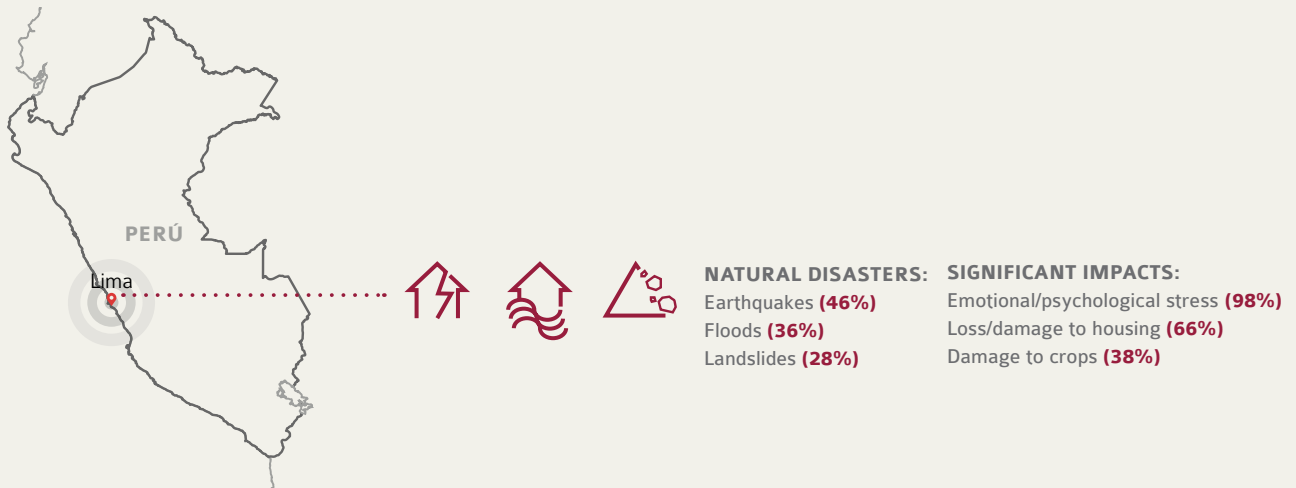 PERÚ
Lima
NATURAL DISASTERS:
Earthquakes (46%)
Floods (36%)
Landslides (28%)
SIGNIFICANT IMPACTS:
Emotional/psychological stress (98%)
Loss/damage to housing (66%)
Damage to crops (38%)